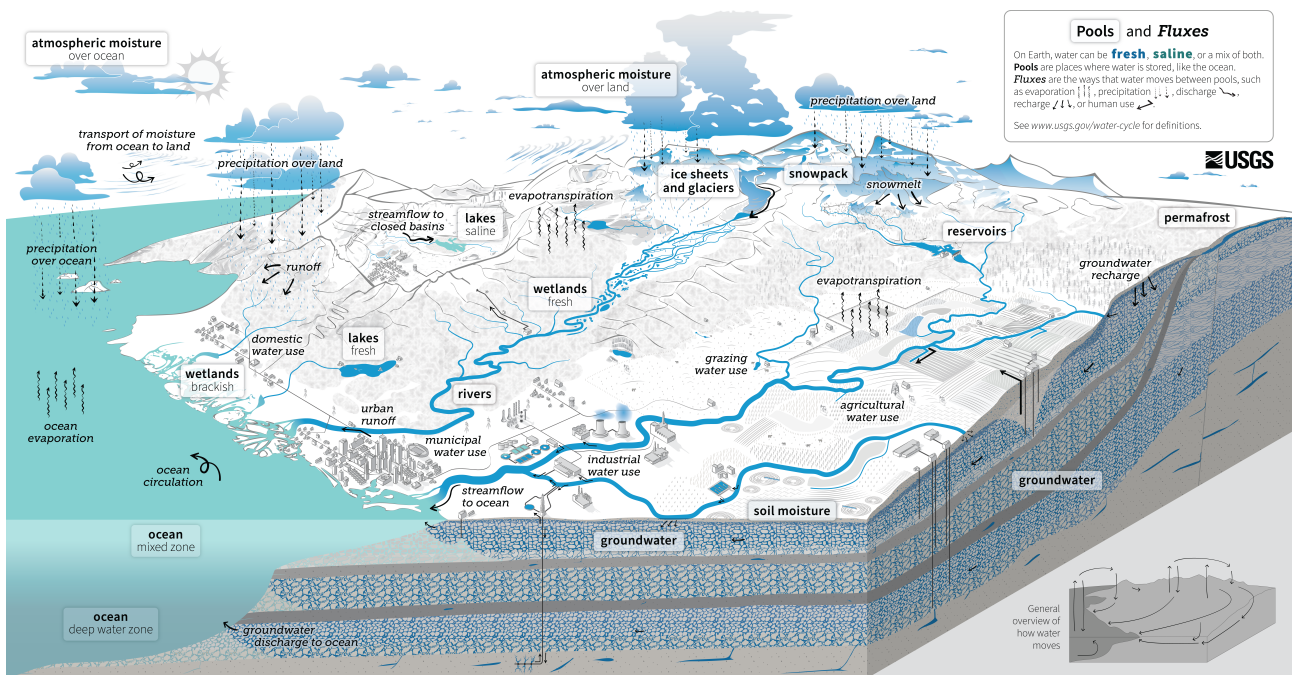 atmospheric moisture
over ocean
atmospheric moisture
over land
Pools and Fluxes
On Earth, water can be fresh, saline, or a mix of both.
Pools are places where water is stored, like the ocean.
Fluxes are the ways that water moves between pools, such
as evaporation, precipitation, discharge,
recharge, or human use.
See www.usgs.gov/water-cycle for definitions.
USGS
transport of moisture
from ocean to land
precipitation over land
precipitation over land
ice sheets
and glaciers
snowpack
snowmelt
evapotranspiration
streamflow to
closed basins
lakes
saline
permafrost
reservoirs
precipitation
over ocean
runoff
groundwater
recharge
evapotranspiration
wetlands
fresh
domestic
water use
lakes
fresh
grazing
water use
wetlands
brackish
rivers
ocean
evaporation
urban
runoff
agricultural
water use
municipal
water use
industrial
water use
ocean
circulation
streamflow
to ocean
groundwater
soil moisture
ocean
mixed zone
groundwater
ocean
deep water zone
groundwater
discharge to ocean
General
overview of
how water
moves